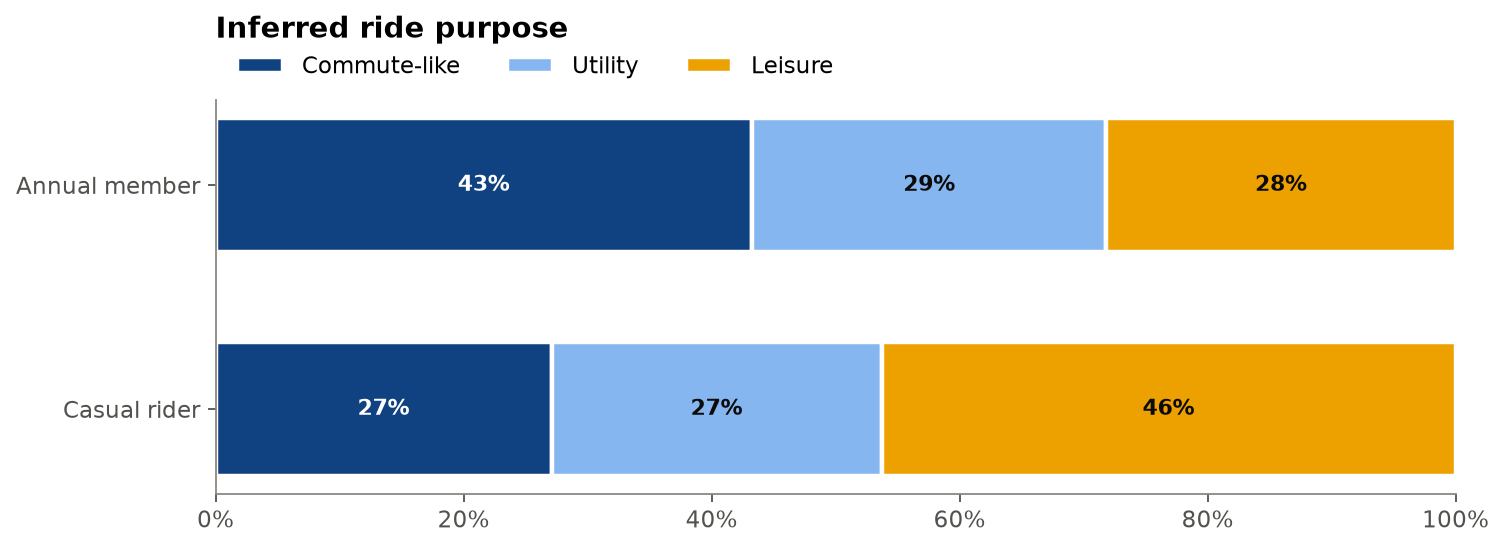 Inferred ride purpose
Commute-like Utility Leisure
Annual member 43% 29% 28%
Casual rider 27% 27% 46%
0% 20% 40% 60% 80% 100%